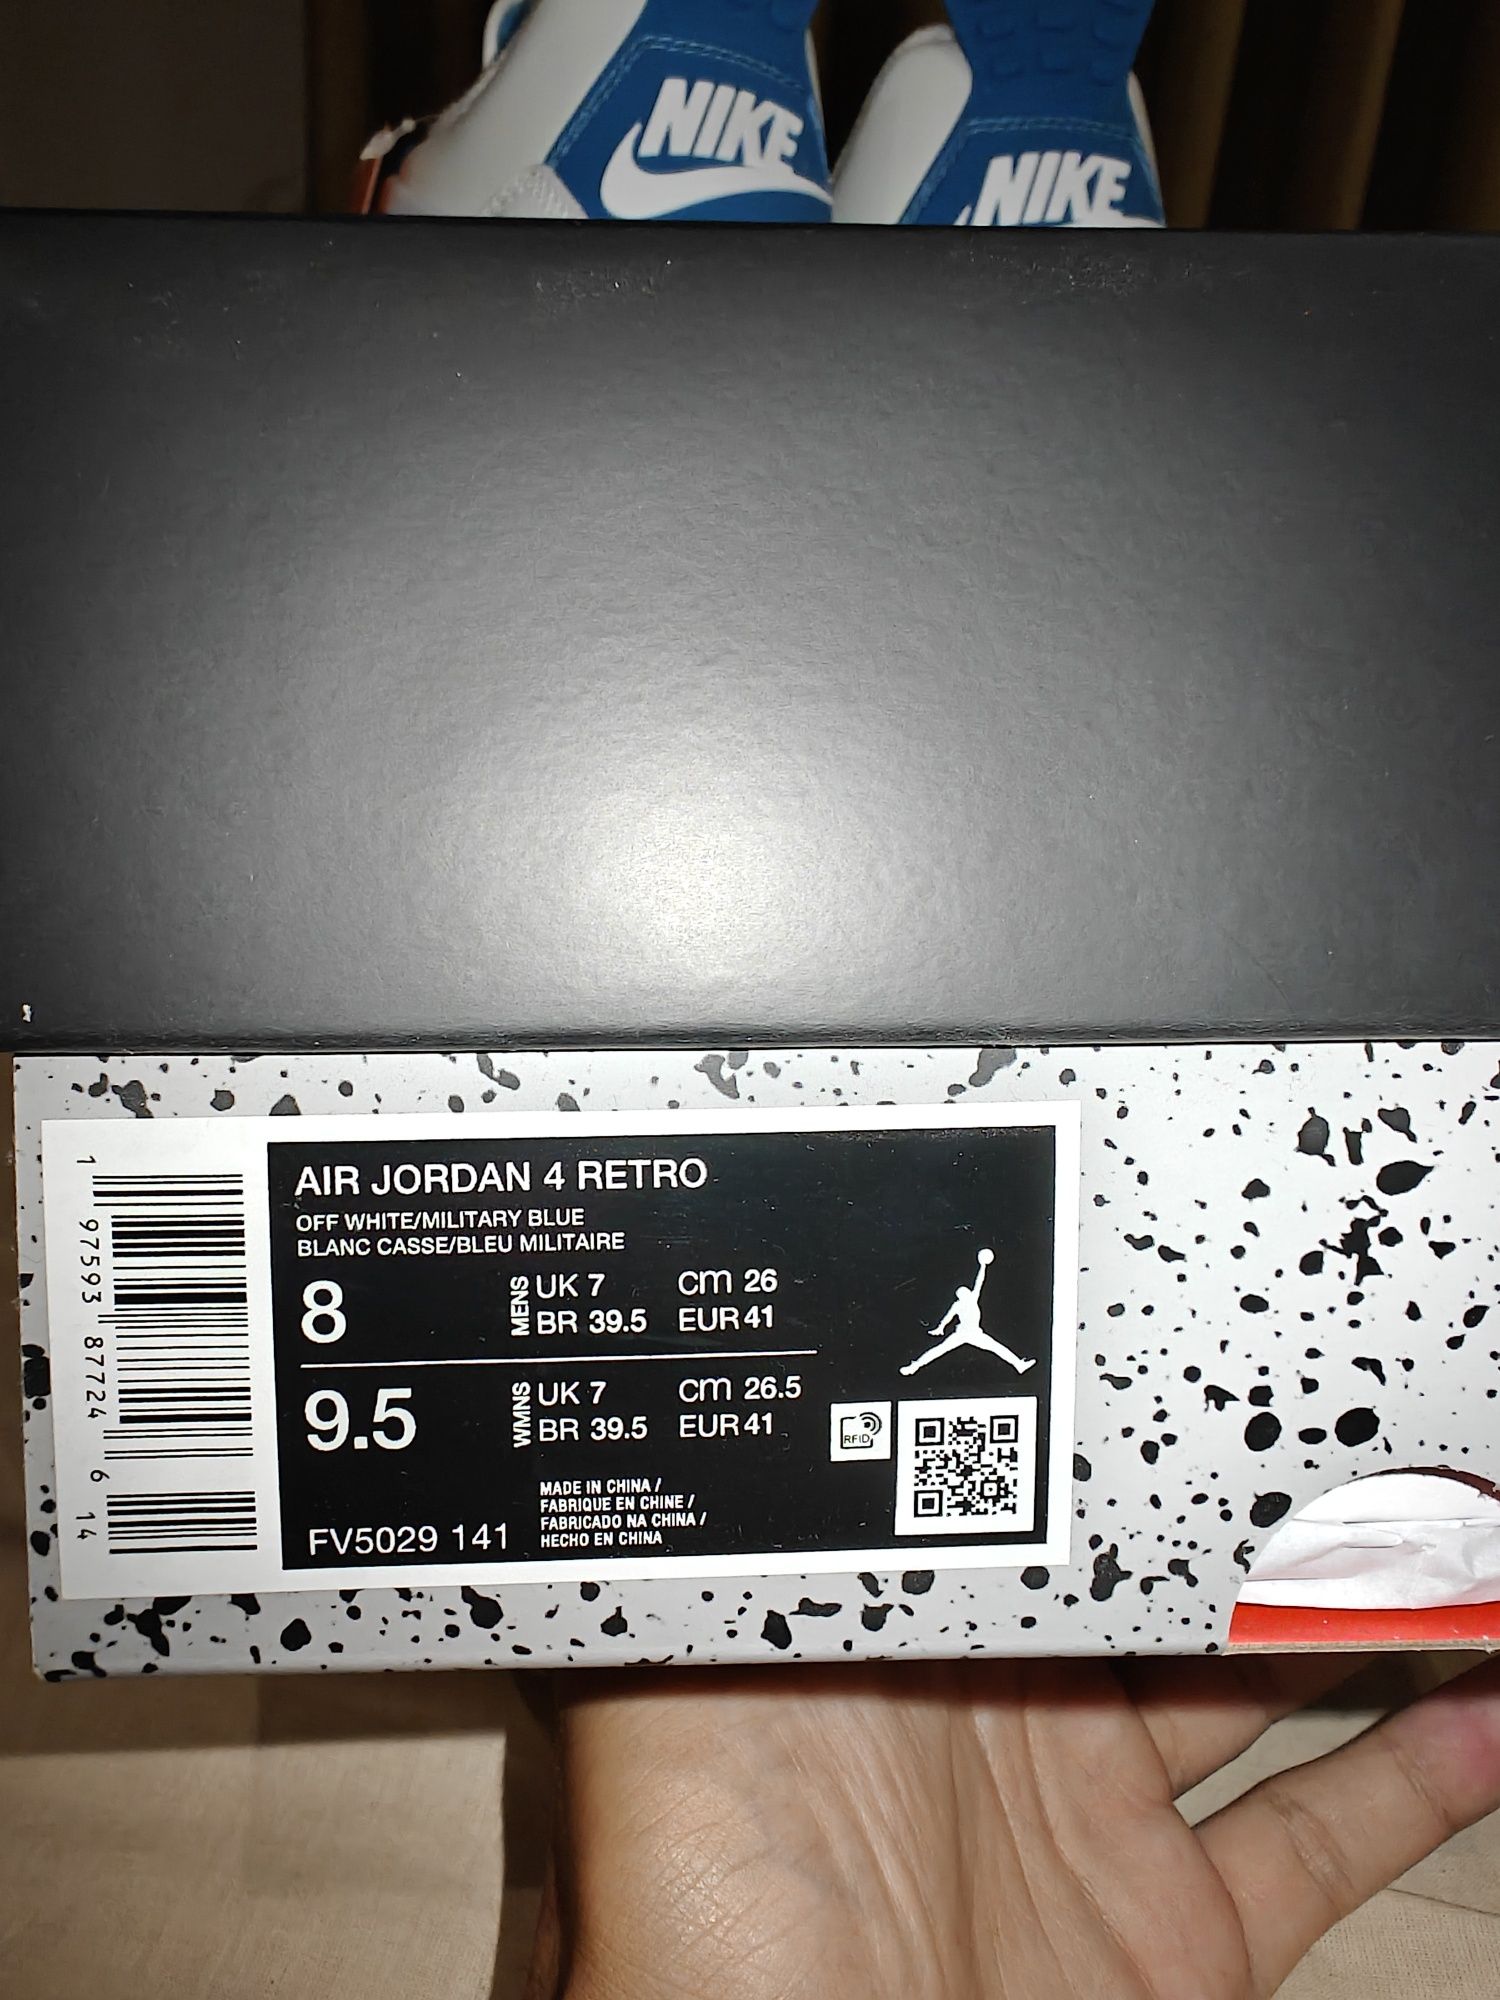 NIKE
NIKE
AIR JORDAN 4 RETRO
OFF WHITE/MILITARY BLUE
BLANC CASSE/BLEU MILITAIRE
8
MENS
UK 7 cm 26
BR 39.5 EUR 41
9.5
WMNS
UK 7 cm 26.5
BR 39.5 EUR 41
RFID
MADE IN CHINA /
FABRIQUE EN CHINE /
FABRICADO NA CHINA /
HECHO EN CHINA
FV5029 141
1 97593 87724 6 14